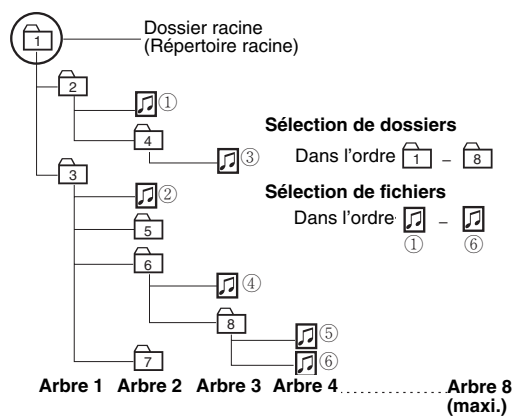 Dossier racine
(Répertoire racine)
1
2
①
4
③
3
②
5
6
④
8
⑤
7
⑥
Sélection de dossiers
Dans l'ordre 1 – 8
Sélection de fichiers
Dans l'ordre –
① ⑥
Arbre 1 Arbre 2 Arbre 3 Arbre 4 ............... Arbre 8
(maxi.)